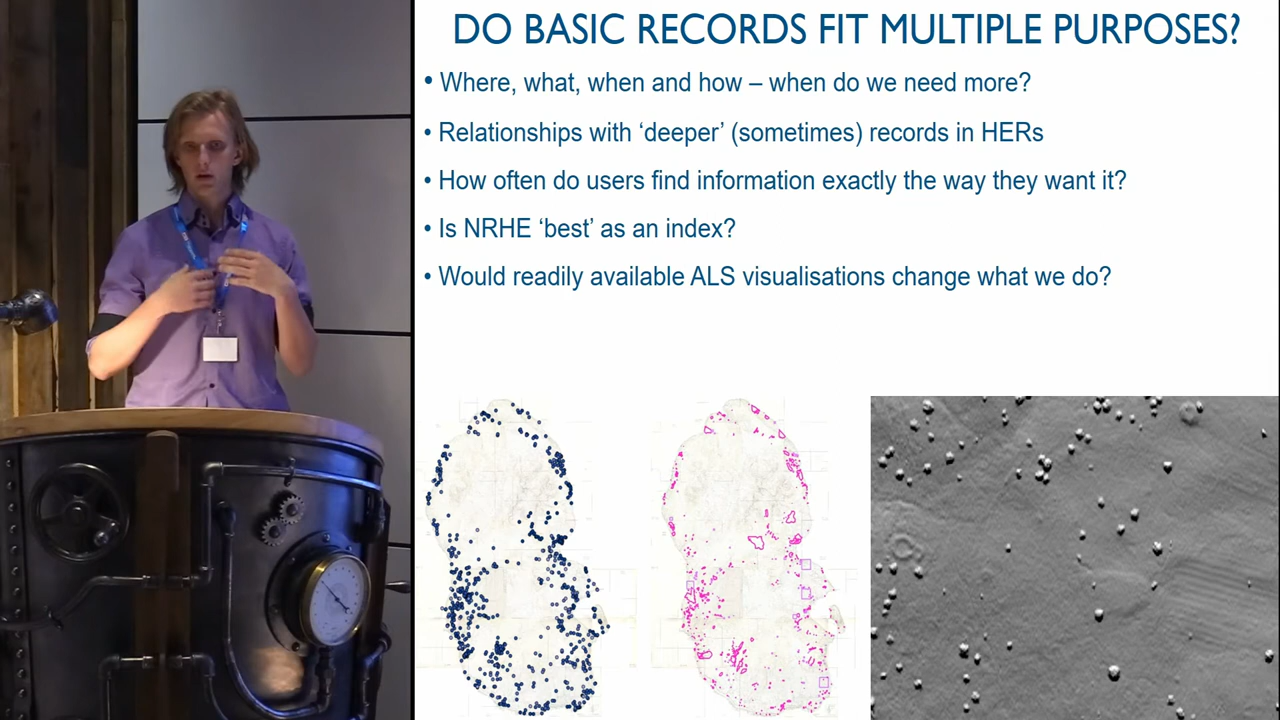 DO BASIC RECORDS FIT MULTIPLE PURPOSES?
• Where, what, when and how – when do we need more?
• Relationships with ‘deeper’ (sometimes) records in HERs
• How often do users find information exactly the way they want it?
• Is NRHE ‘best’ as an index?
• Would readily available ALS visualisations change what we do?